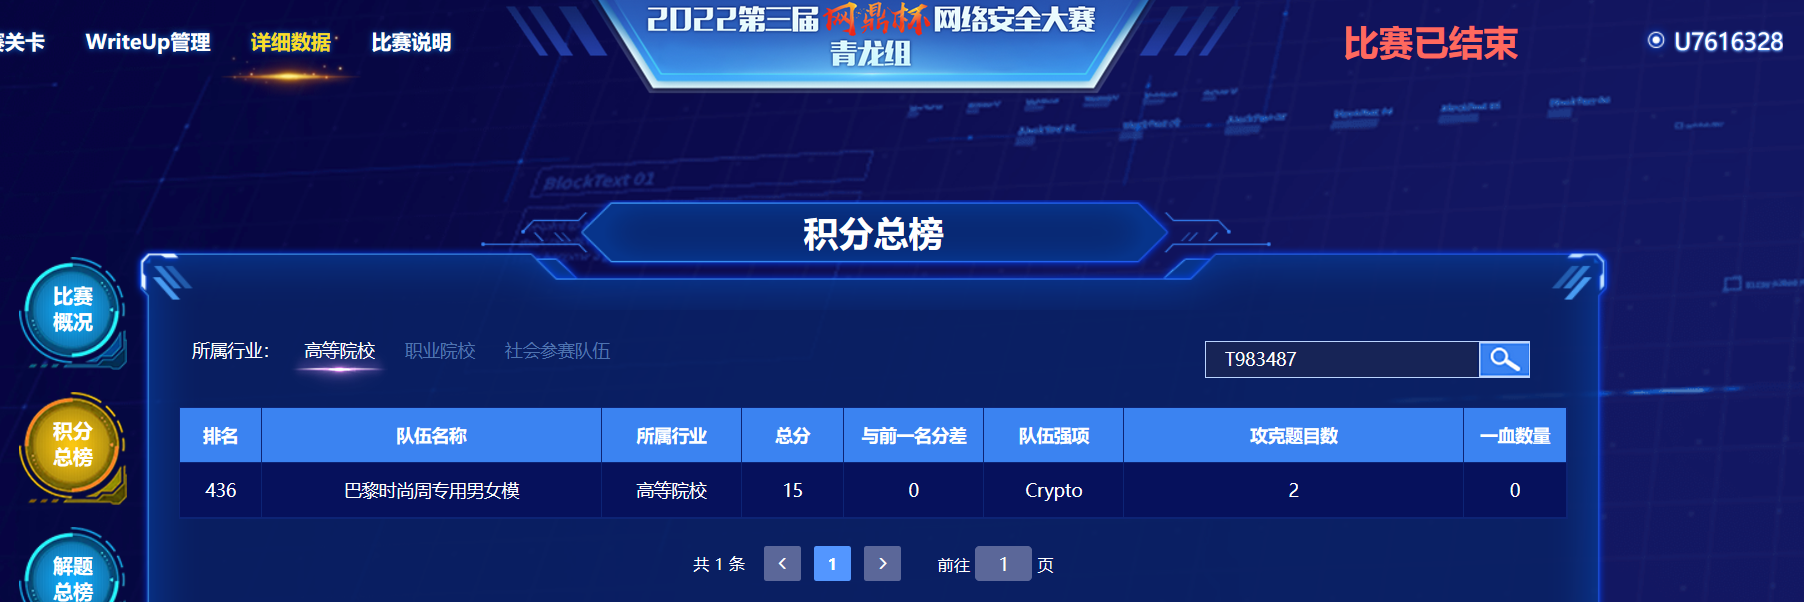 赛关卡 WriteUp管理 详细数据 比赛说明
2022第三届网鼎杯网络安全大赛
青龙组
比赛已结束
U7616328
BlockText 01
积分总榜
比赛
概况
积分
总榜
解题
总榜
所属行业： 高等院校 职业院校 社会参赛队伍
T983487
排名 队伍名称 所属行业 总分 与前一名分差 队伍强项 攻克题目数 一血数量
436 巴黎时尚周专用男女模 高等院校 15 0 Crypto 2 0
共 1 条 1 前往 1 页